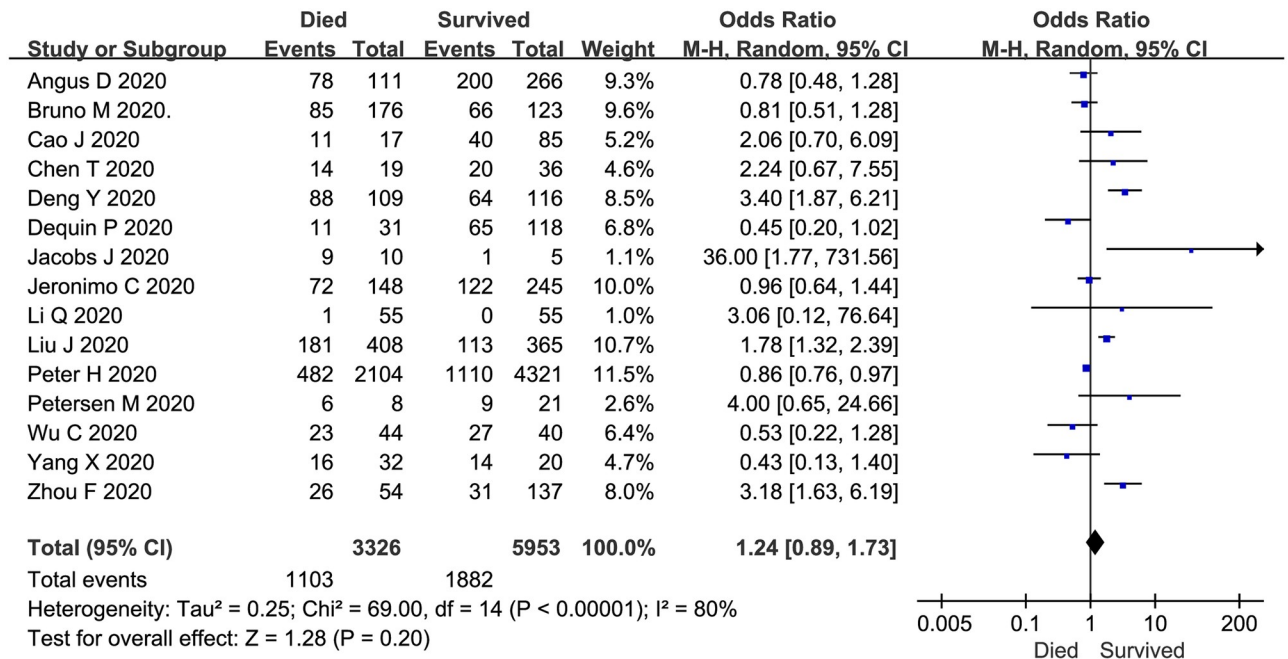 Died Survived Odds Ratio Odds Ratio
Study or Subgroup Events Total Events Total Weight M-H, Random, 95% CI M-H, Random, 95% CI
Angus D 2020 78 111 200 266 9.3% 0.78 [0.48, 1.28]
Bruno M 2020. 85 176 66 123 9.6% 0.81 [0.51, 1.28]
Cao J 2020 11 17 40 85 5.2% 2.06 [0.70, 6.09]
Chen T 2020 14 19 20 36 4.6% 2.24 [0.67, 7.55]
Deng Y 2020 88 109 64 116 8.5% 3.40 [1.87, 6.21]
Dequin P 2020 11 31 65 118 6.8% 0.45 [0.20, 1.02]
Jacobs J 2020 9 10 1 5 1.1% 36.00 [1.77, 731.56]
Jeronimo C 2020 72 148 122 245 10.0% 0.96 [0.64, 1.44]
Li Q 2020 1 55 0 55 1.0% 3.06 [0.12, 76.64]
Liu J 2020 181 408 113 365 10.7% 1.78 [1.32, 2.39]
Peter H 2020 482 2104 1110 4321 11.5% 0.86 [0.76, 0.97]
Petersen M 2020 6 8 9 21 2.6% 4.00 [0.65, 24.66]
Wu C 2020 23 44 27 40 6.4% 0.53 [0.22, 1.28]
Yang X 2020 16 32 14 20 4.7% 0.43 [0.13, 1.40]
Zhou F 2020 26 54 31 137 8.0% 3.18 [1.63, 6.19]
Total (95% CI) 3326 5953 100.0% 1.24 [0.89, 1.73]
Total events 1103 1882
Heterogeneity: Tau² = 0.25; Chi² = 69.00, df = 14 (P < 0.00001); I² = 80%
Test for overall effect: Z = 1.28 (P = 0.20)
0.005 0.1 1 10 200
Died Survived